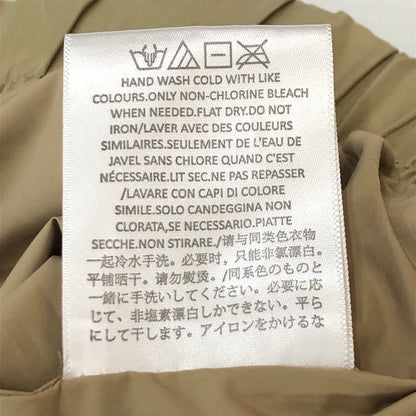 HAND WASH COLD WITH LIKE
COLOURS.ONLY NON-CHLORINE BLEACH
WHEN NEEDED.FLAT DRY.DO NOT
IRON/LAVER AVEC DES COULEURS
SIMILAIRES.SEULEMENT DE L'EAU DE
JAVEL SANS CHLORE QUAND C'EST
NÉCESSAIRE.LIT SEC.NE PAS REPASSER
/LAVARE CON CAPI DI COLORE
SIMILE.SOLO CANDEGGINA NON
CLORATA,SE NECESSARIO.PIATTE
SECCHE.NON STIRARE/请与同类色衣物
一起冷水手洗。必要时，只能非氯漂白。
平铺晒干。请勿熨烫。/同系色のものと
一緒に手洗いしてください。必要に応じ
て、非塩素漂白しかできない。平ら
にして干します。アイロンをかけるな